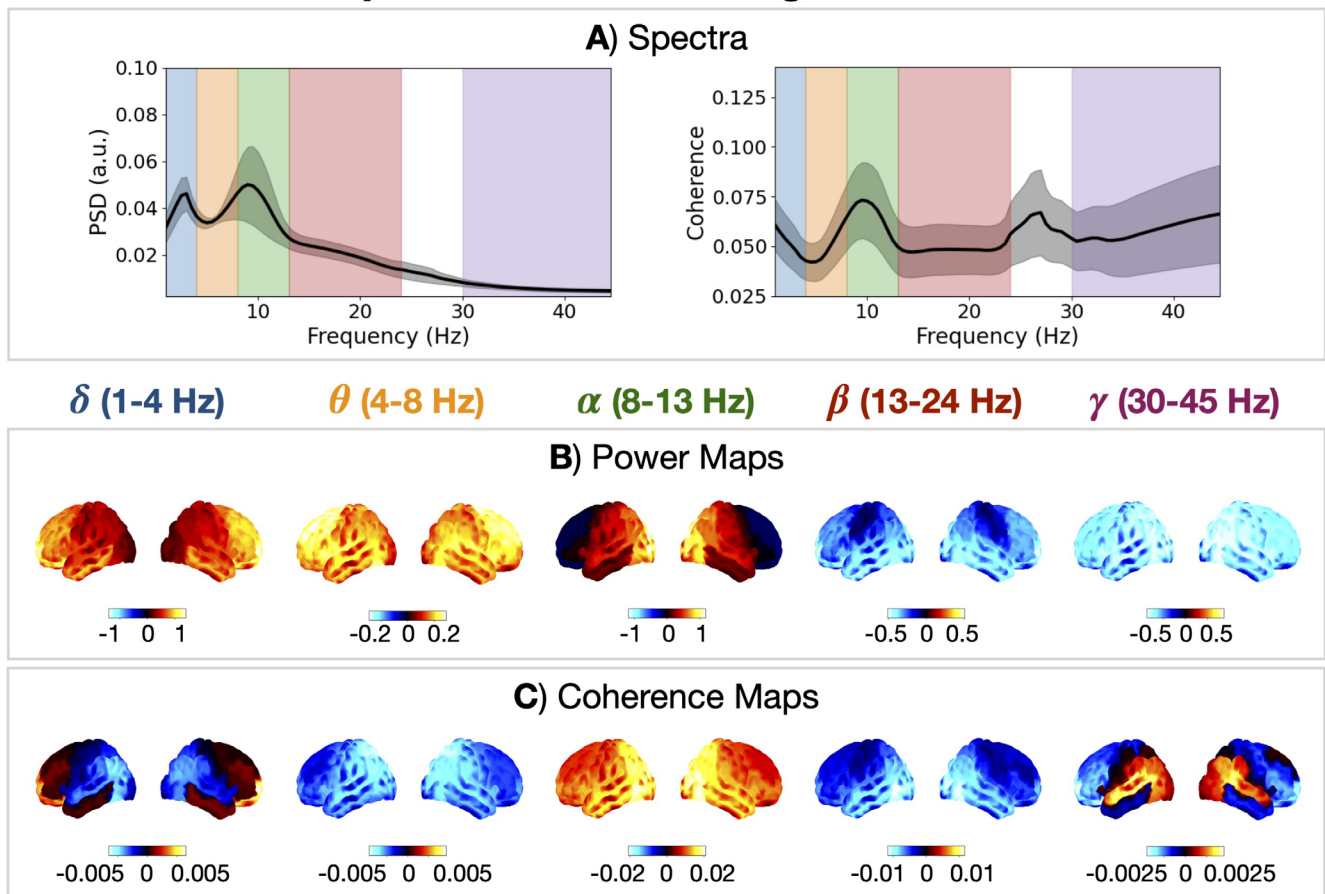 A) Spectra
0.10
0.08
0.06
0.04
0.02
PSD (a.u.)
10 20 30 40
Frequency (Hz)
0.125
0.100
0.075
0.050
0.025
Coherence
10 20 30 40
Frequency (Hz)
δ (1-4 Hz) θ (4-8 Hz) α (8-13 Hz) β (13-24 Hz) γ (30-45 Hz)
B) Power Maps
-1 0 1 -0.2 0 0.2 -1 0 1 -0.5 0 0.5 -0.5 0 0.5
C) Coherence Maps
-0.005 0 0.005 -0.005 0 0.005 -0.02 0 0.02 -0.01 0 0.01 -0.0025 0 0.0025